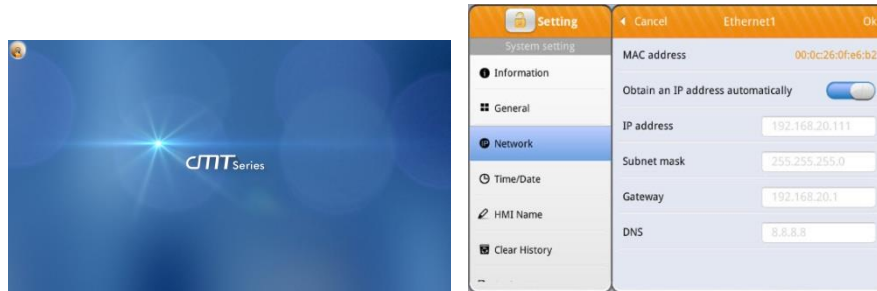 cMT Series
Setting
System setting
Information
General
Network
Time/Date
HMI Name
Clear History
Cancel Ethernet1 Ok
MAC address 00:0c:26:0f:e6:b2
Obtain an IP address automatically
IP address 192.168.20.111
Subnet mask 255.255.255.0
Gateway 192.168.20.1
DNS 8.8.8.8